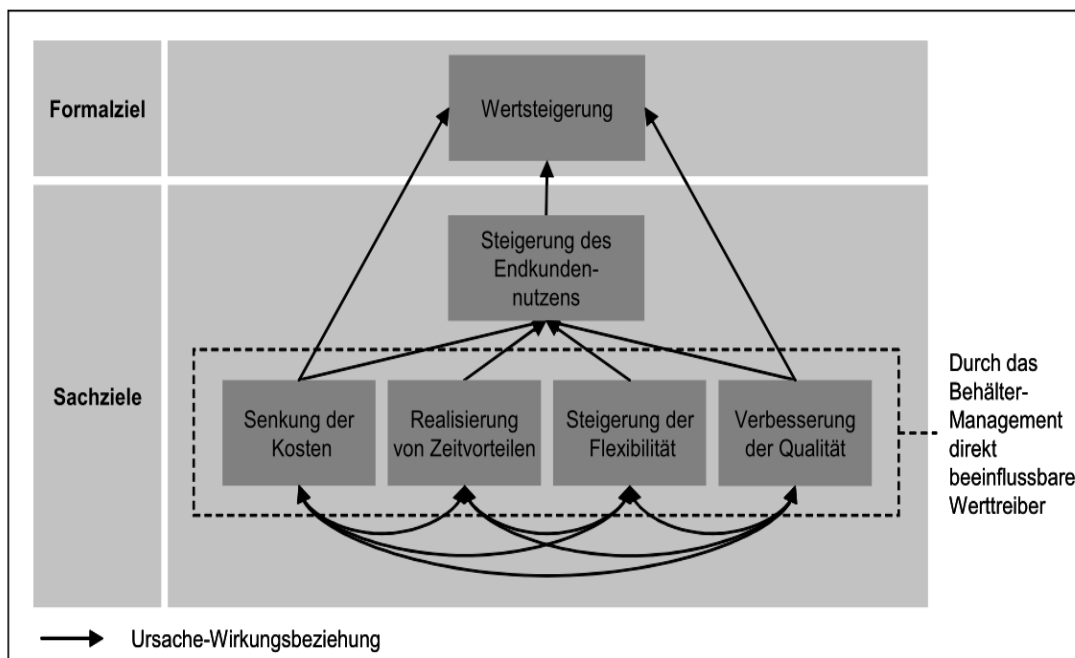 Formalziel
Wertsteigerung
Steigerung des
Endkunden-
nutzens
Sachziele
Senkung der
Kosten
Realisierung
von Zeitvorteilen
Steigerung der
Flexibilität
Verbesserung
der Qualität
Durch das
Behälter-
Management
direkt
beeinflussbare
Werttreiber
Ursache-Wirkungsbeziehung